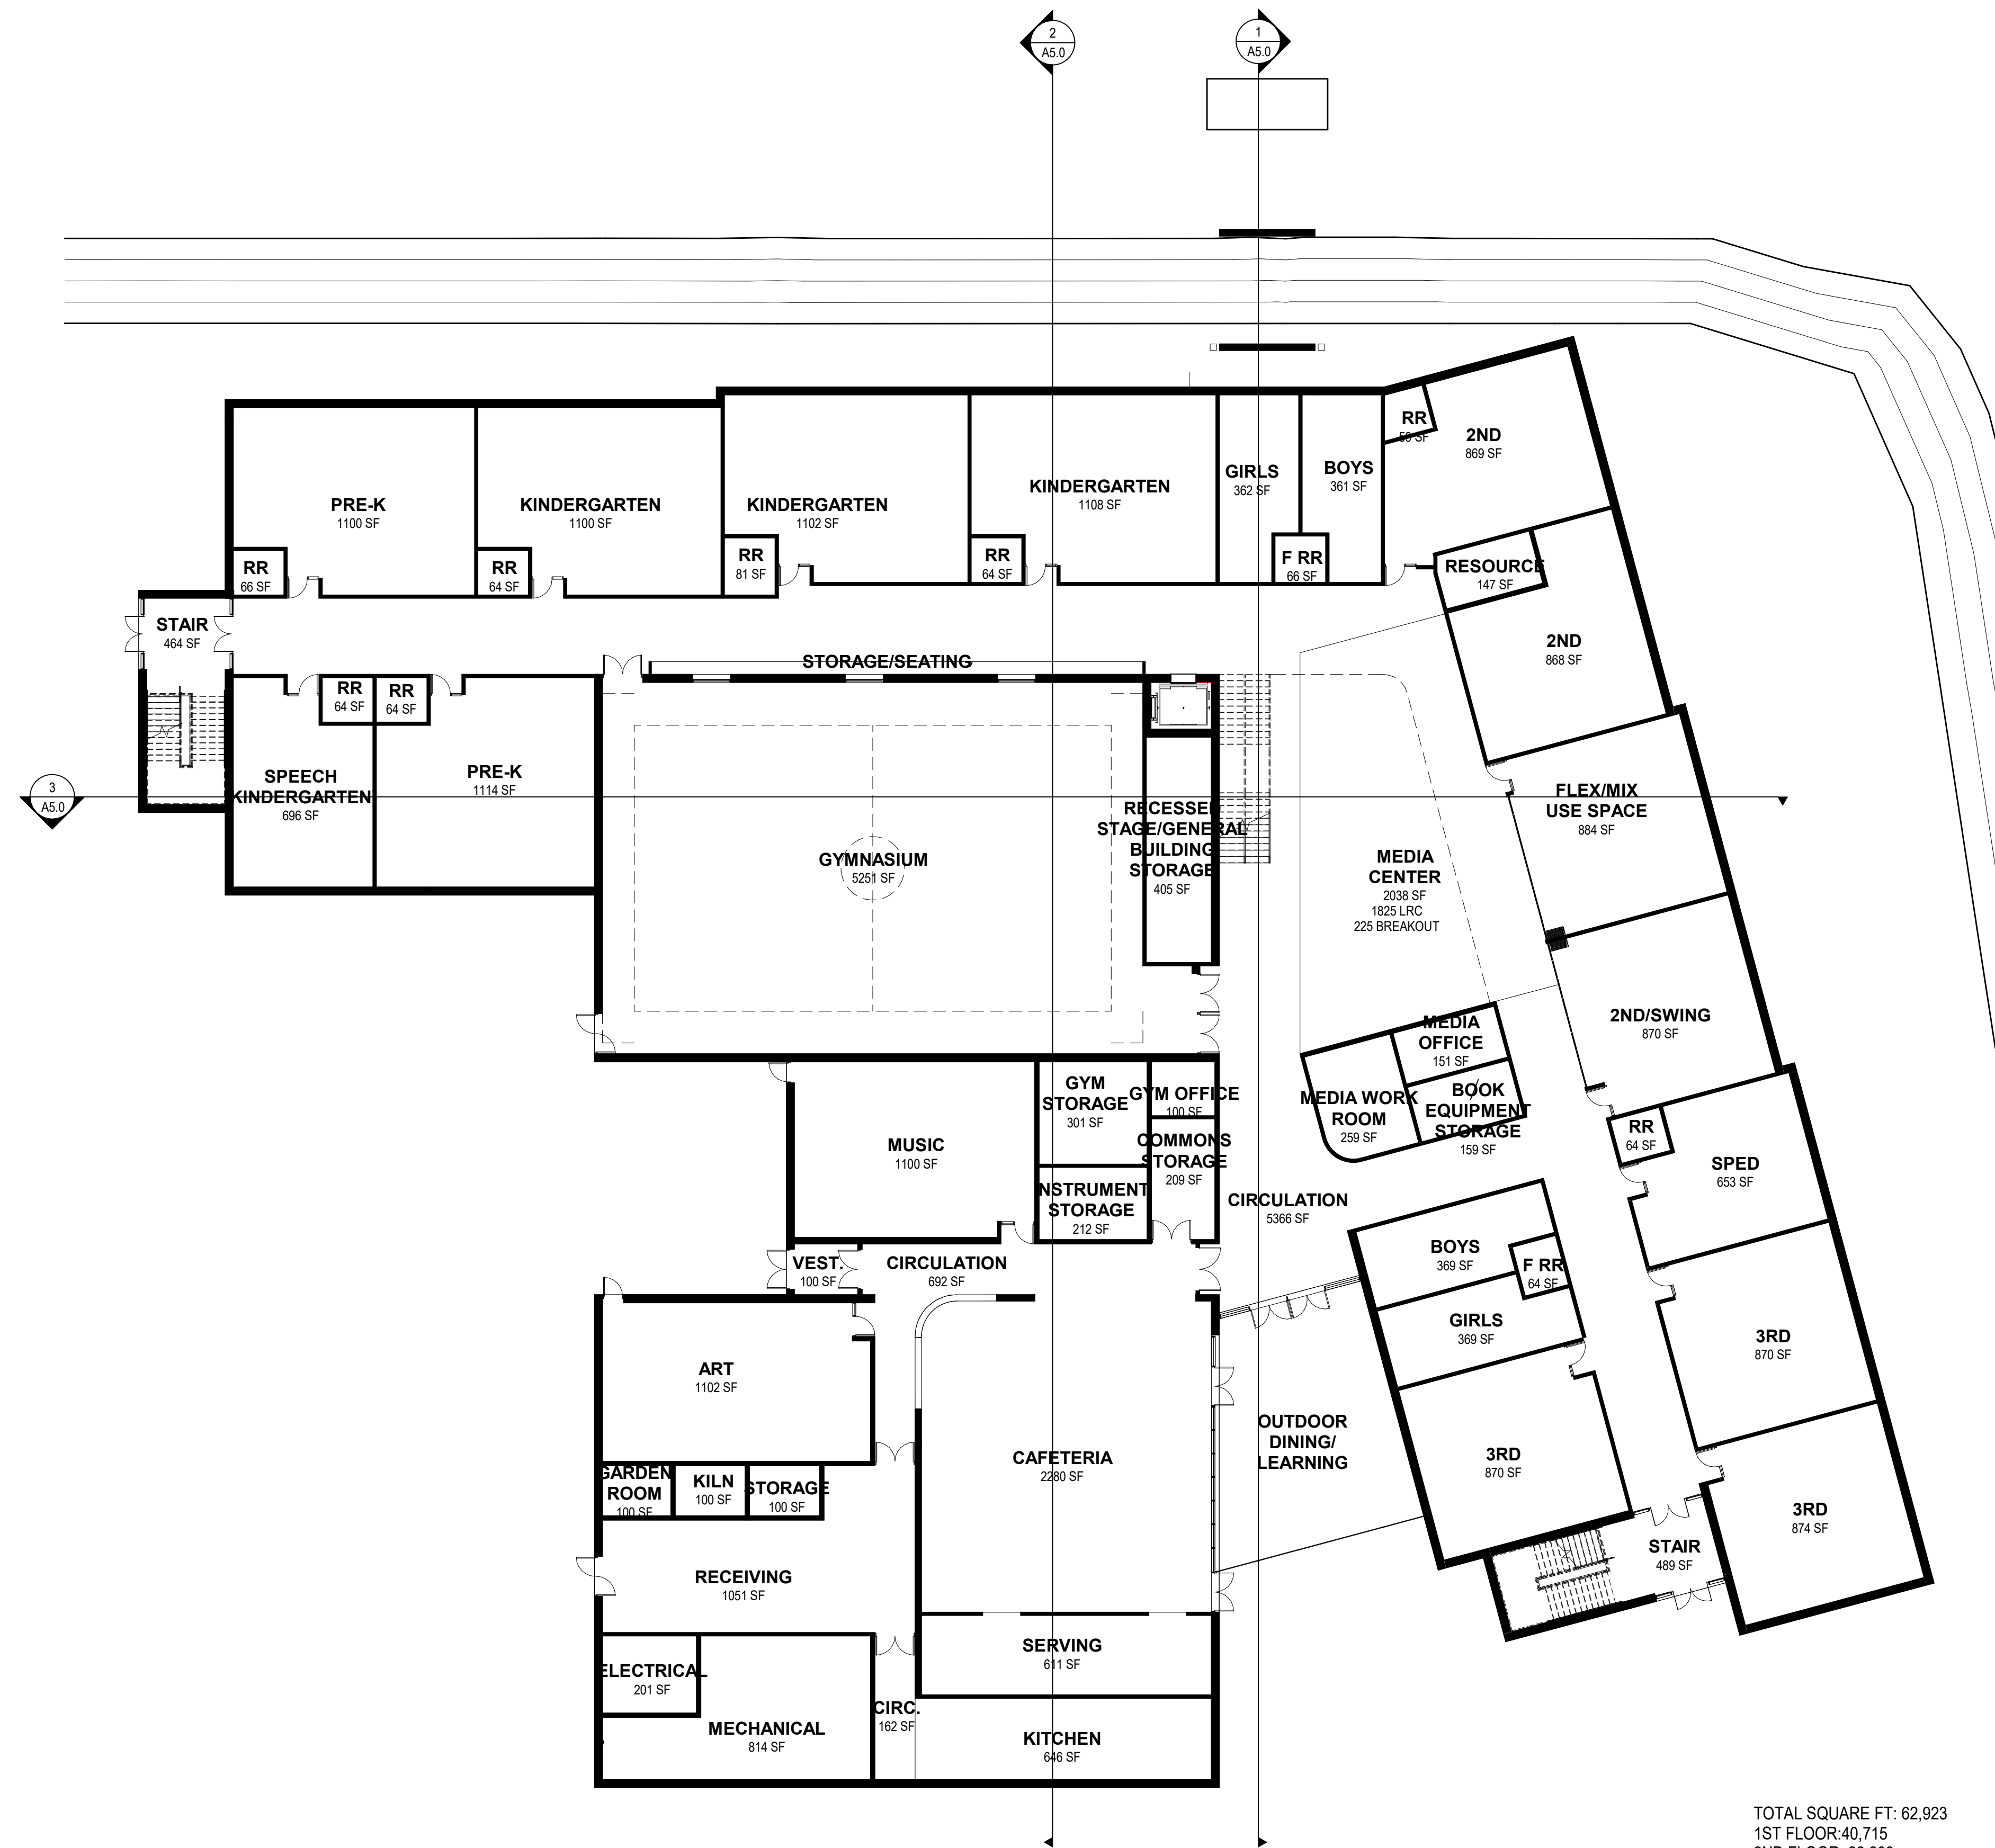 2
A5.0
1
A5.0
PRE-K
1100 SF
RR
66 SF
KINDERGARTEN
1100 SF
RR
64 SF
KINDERGARTEN
1102 SF
RR
81 SF
KINDERGARTEN
1108 SF
RR
64 SF
GIRLS
362 SF
BOYS
361 SF
F RR
66 SF
RR
59 SF
2ND
869 SF
RESOURCE
147 SF
2ND
868 SF
STAIR
464 SF
STORAGE/SEATING
RR
64 SF
RR
64 SF
SPEECH
KINDERGARTEN
696 SF
PRE-K
1114 SF
3
A5.0
GYMNASIUM
5251 SF
RECESSED
STAGE/GENERAL
BUILDING
STORAGE
405 SF
MEDIA
CENTER
2038 SF
1825 LRC
225 BREAKOUT
FLEX/MIX
USE SPACE
884 SF
2ND/SWING
870 SF
MEDIA
OFFICE
151 SF
MEDIA WORK
ROOM
259 SF
BOOK
EQUIPMENT
STORAGE
159 SF
RR
64 SF
SPED
653 SF
MUSIC
1100 SF
GYM
STORAGE
301 SF
GYM OFFICE
100 SF
COMMONS
STORAGE
209 SF
INSTRUMENT
STORAGE
212 SF
CIRCULATION
5366 SF
VEST.
100 SF
CIRCULATION
692 SF
BOYS
369 SF
F RR
64 SF
GIRLS
369 SF
3RD
870 SF
ART
1102 SF
OUTDOOR
DINING/
LEARNING
CAFETERIA
2280 SF
3RD
870 SF
3RD
874 SF
STAIR
489 SF
GARDEN
ROOM
100 SF
KILN
100 SF
STORAGE
100 SF
RECEIVING
1051 SF
SERVING
611 SF
ELECTRICAL
201 SF
MECHANICAL
814 SF
CIRC.
162 SF
KITCHEN
646 SF
TOTAL SQUARE FT: 62,923
1ST FLOOR:40,715